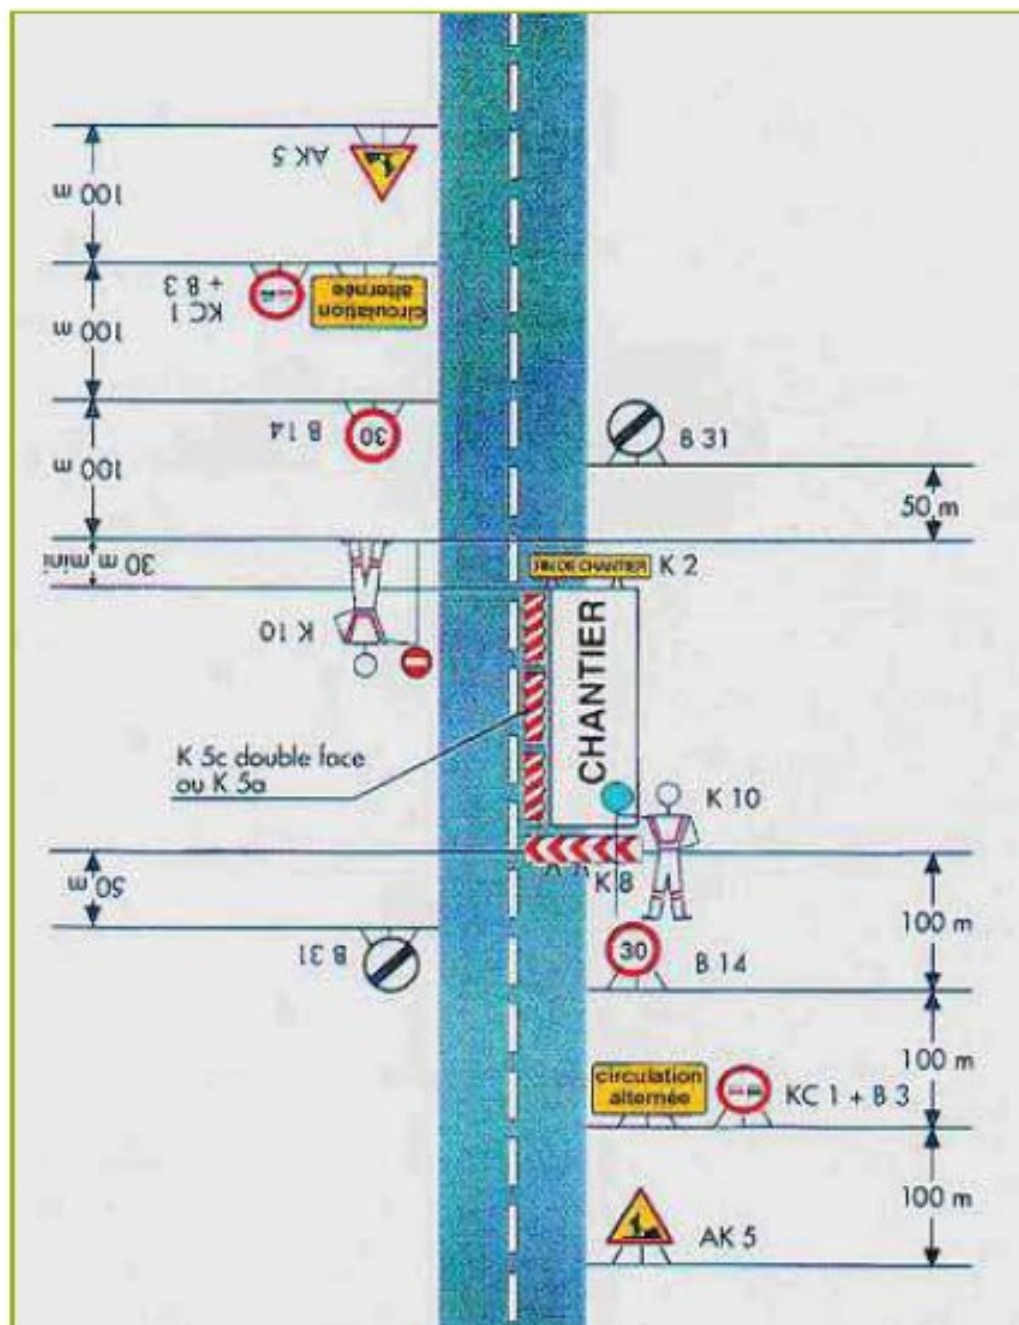 AK 5
100 m
KC 1
+ B 3
circulation
alternée
100 m
B 14
30
100 m
B 31
50 m
30 m mini
FIN DE CHANTIER
K 2
K 10
CHANTIER
K 5c double face
ou K 5a
K 10
K 8
50 m
B 31
100 m
30
B 14
100 m
circulation
alternée
KC 1 + B 3
100 m
AK 5